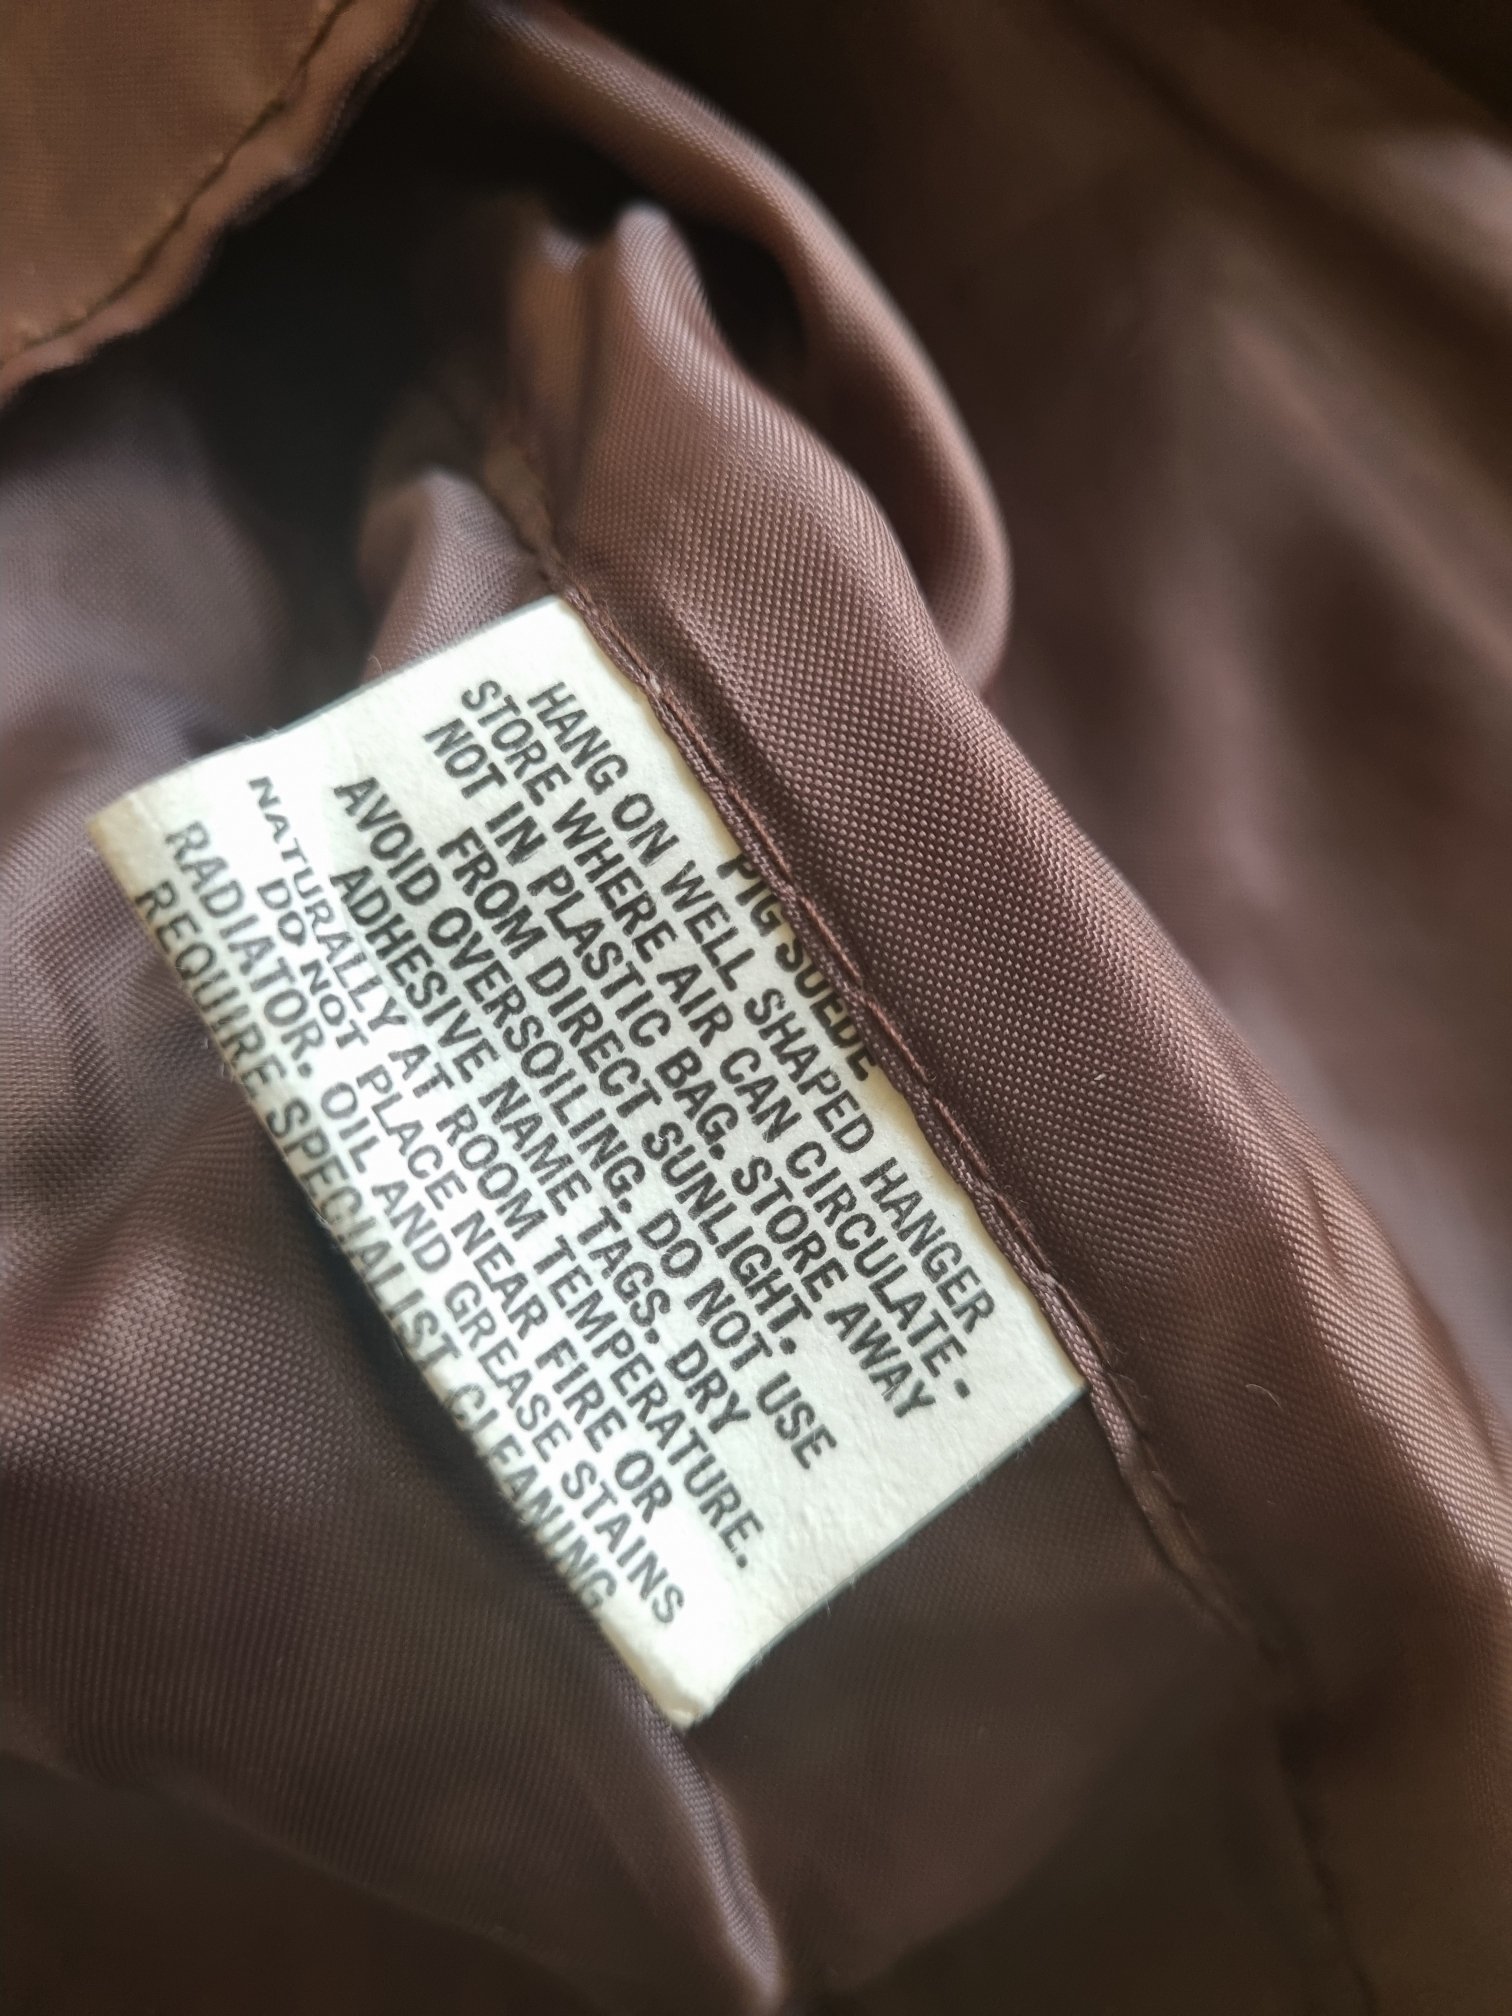 PIG SUEDE
HANG ON WELL SHAPED HANGER
STORE WHERE AIR CAN CIRCULATE -
NOT IN PLASTIC BAG. STORE AWAY
FROM DIRECT SUNLIGHT.
AVOID OVERSOILING. DO NOT USE
ADHESIVE NAME TAGS. DRY
NATURALLY AT ROOM TEMPERATURE.
DO NOT PLACE NEAR FIRE OR
RADIATOR. OIL AND GREASE STAINS
REQUIRE SPECIALIST CLEANING